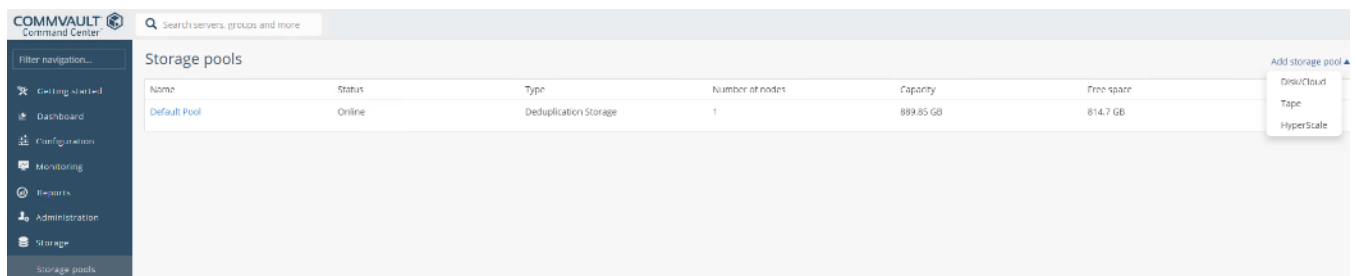 COMMVAULT
Command Center
Search servers, groups and more
Filter navigation...
Getting started
Dashboard
Configuration
Monitoring
Reports
Administration
Storage
Storage pools
Storage pools
Add storage pool
Disk/Cloud
Tape
HyperScale
Name Status Type Number of nodes Capacity Free space
Default Pool Online Deduplication Storage 1 889.85 GB 814.7 GB